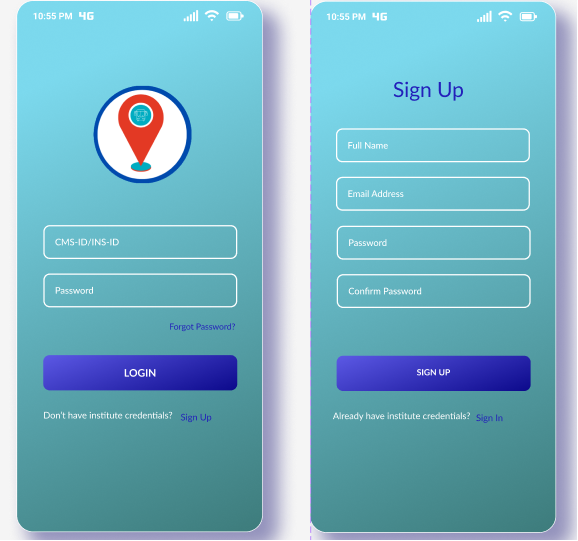 10:55 PM 4G
CMS-ID/INS-ID
Password
Forgot Password?
LOGIN
Don't have institute credentials? Sign Up
10:55 PM 4G
Sign Up
Full Name
Email Address
Password
Confirm Password
SIGN UP
Already have institute credentials? Sign In